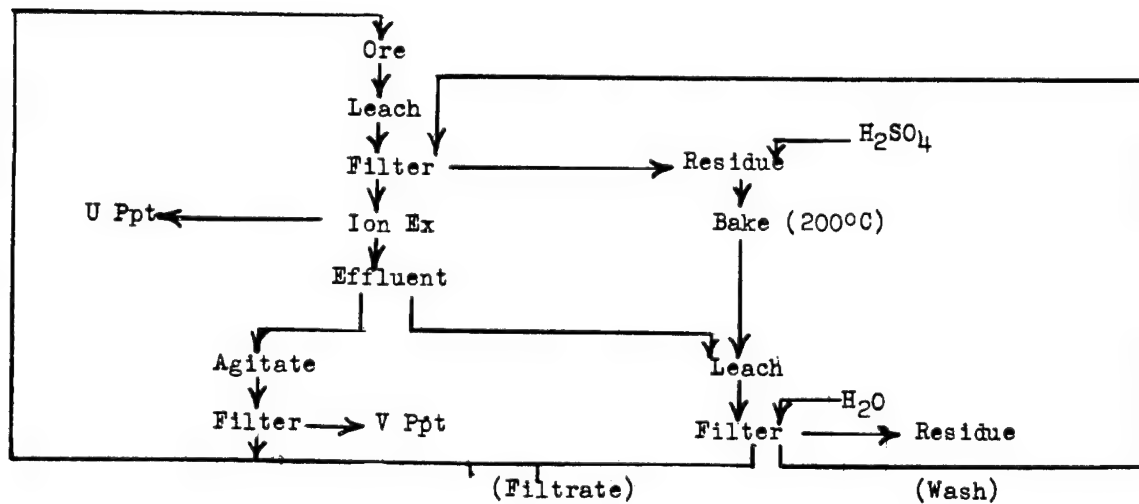 Ore
Leach
H₂SO₄
Filter
Residue
U Ppt
Ion Ex
Bake (200°C)
Effluent
Agitate
Leach
H₂O
Filter
V Ppt
Filter
Residue
(Filtrate)
(Wash)